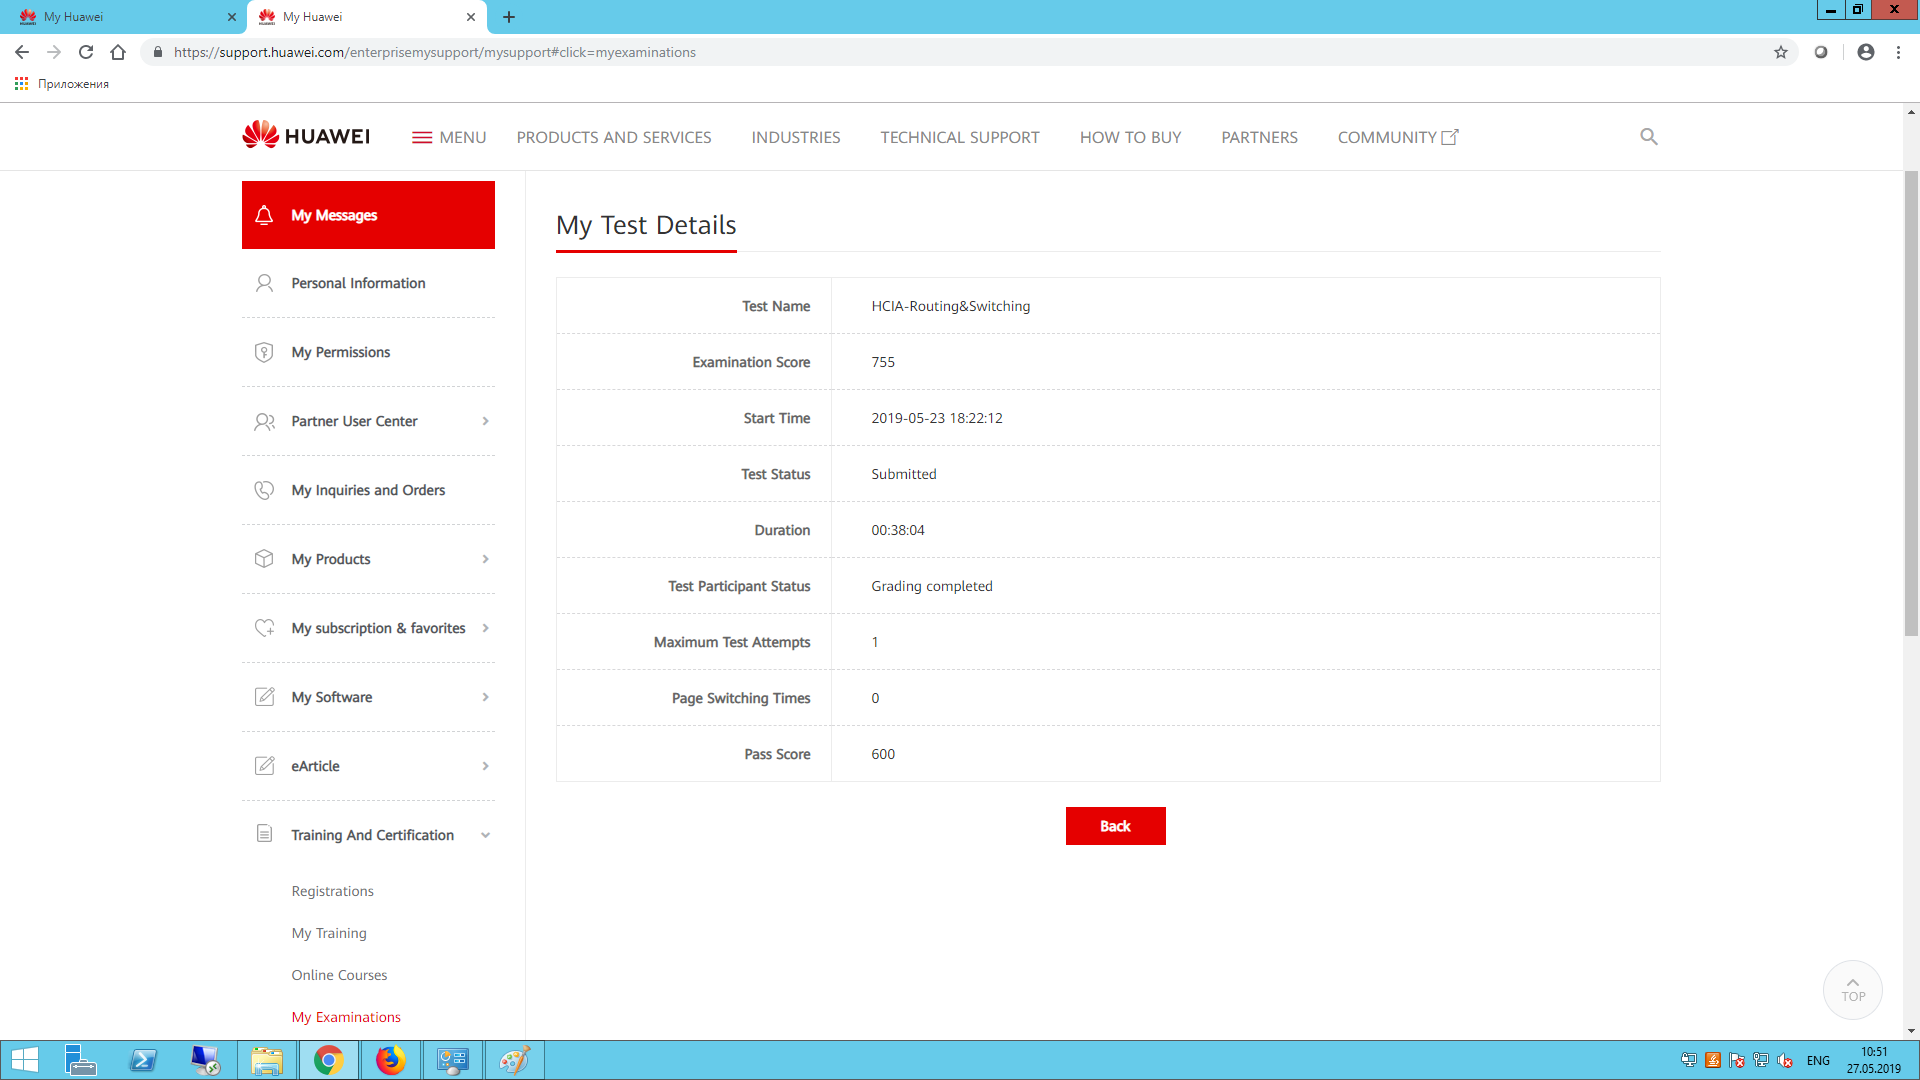 My Huawei
My Huawei
https://support.huawei.com/enterprisemysupport/mysupport#click=myexaminations
Приложения
HUAWEI
MENU
PRODUCTS AND SERVICES
INDUSTRIES
TECHNICAL SUPPORT
HOW TO BUY
PARTNERS
COMMUNITY
My Messages
Personal Information
My Permissions
Partner User Center
My Inquiries and Orders
My Products
My subscription & favorites
My Software
eArticle
Training And Certification
Registrations
My Training
Online Courses
My Examinations
My Test Details
Test Name HCIA-Routing&Switching
Examination Score 755
Start Time 2019-05-23 18:22:12
Test Status Submitted
Duration 00:38:04
Test Participant Status Grading completed
Maximum Test Attempts 1
Page Switching Times 0
Pass Score 600
Back
TOP
ENG
10:51
27.05.2019